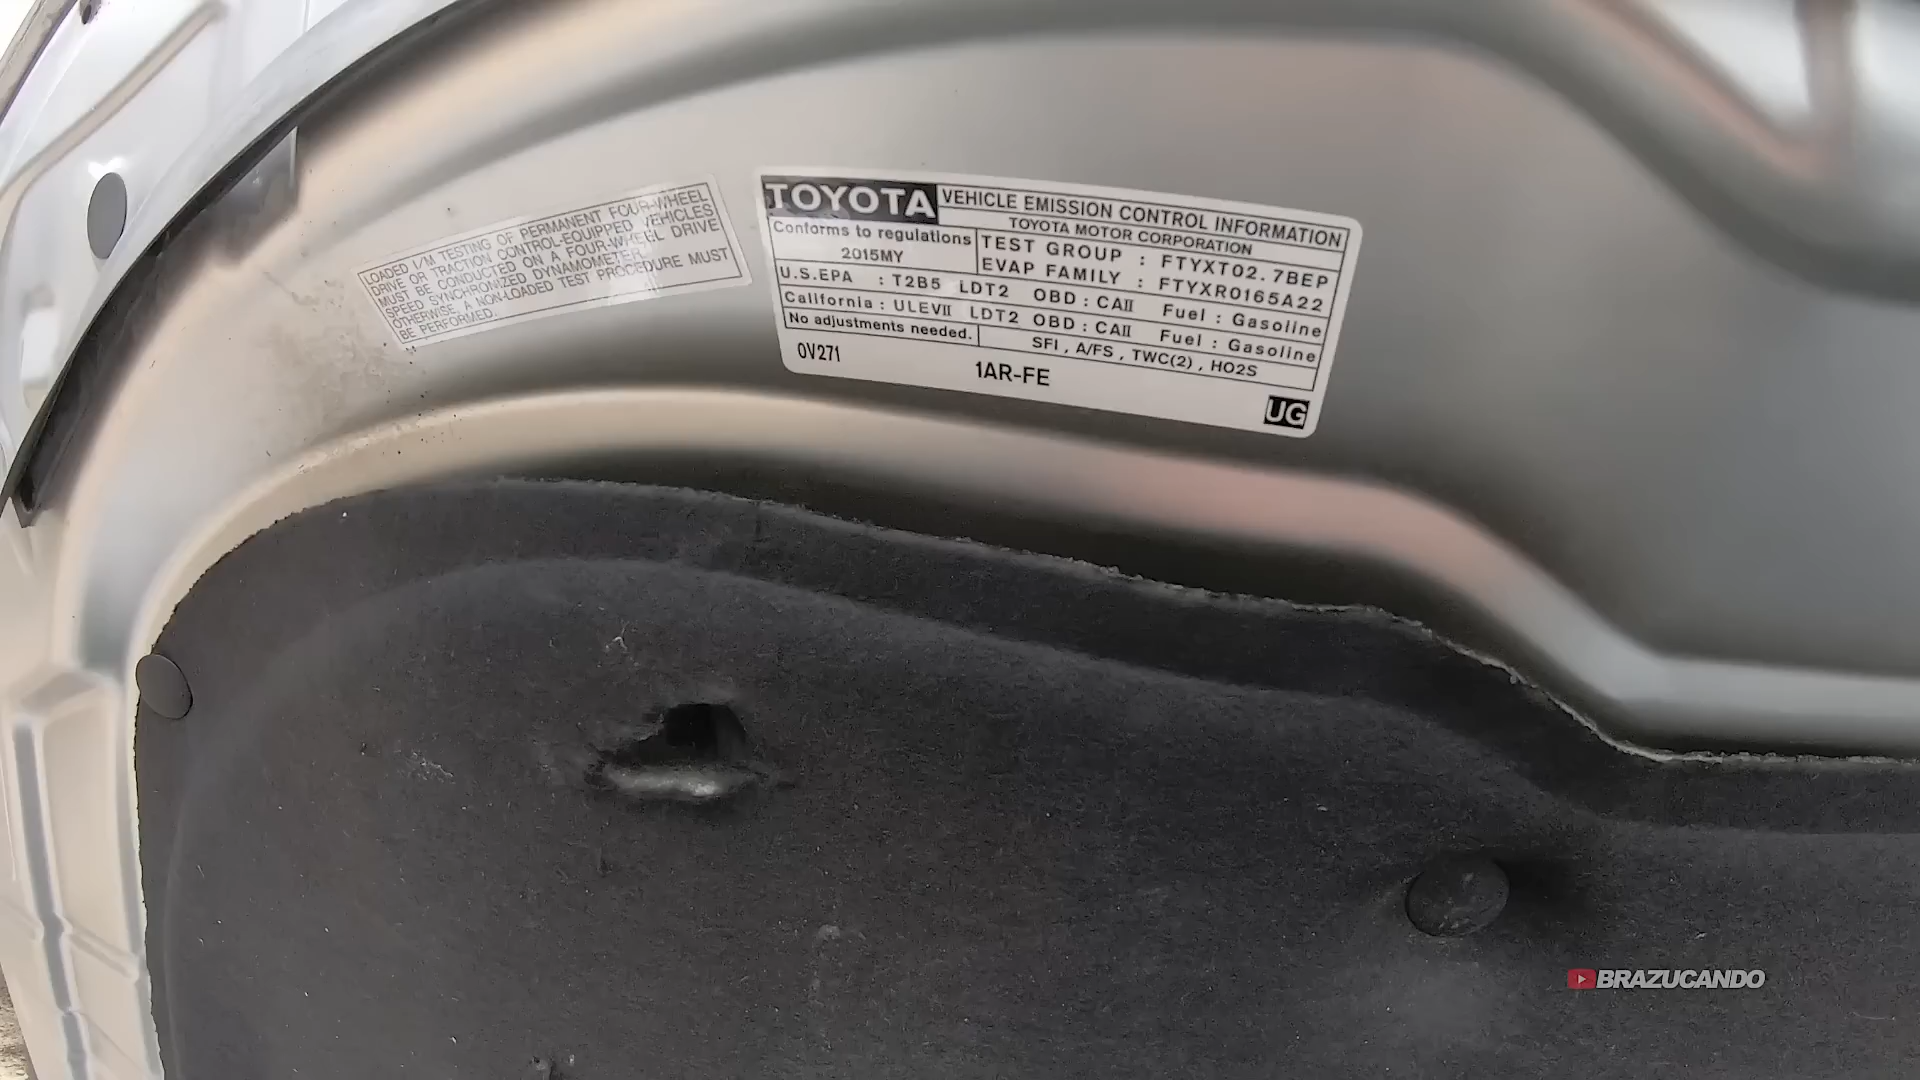 LOADED I/M TESTING OF PERMANENT FOUR-WHEEL
DRIVE OR TRACTION CONTROL-EQUIPPED VEHICLES
MUST BE CONDUCTED ON A FOUR-WHEEL DRIVE
SPEED SYNCHRONIZED DYNAMOMETER.
OTHERWISE, A NON-LOADED TEST PROCEDURE MUST
BE PERFORMED.
TOYOTA VEHICLE EMISSION CONTROL INFORMATION
TOYOTA MOTOR CORPORATION
Conforms to regulations
2015MY
TEST GROUP : FTYXT02.7BEP
EVAP FAMILY : FTYXR0165A22
U.S.EPA : T2B5 LDT2 OBD : CAII Fuel : Gasoline
California : ULEVII LDT2 OBD : CAII Fuel : Gasoline
No adjustments needed. SFI , A/FS , TWC(2) , HO2S
0V271 1AR-FE
UG
BRAZUCANDO